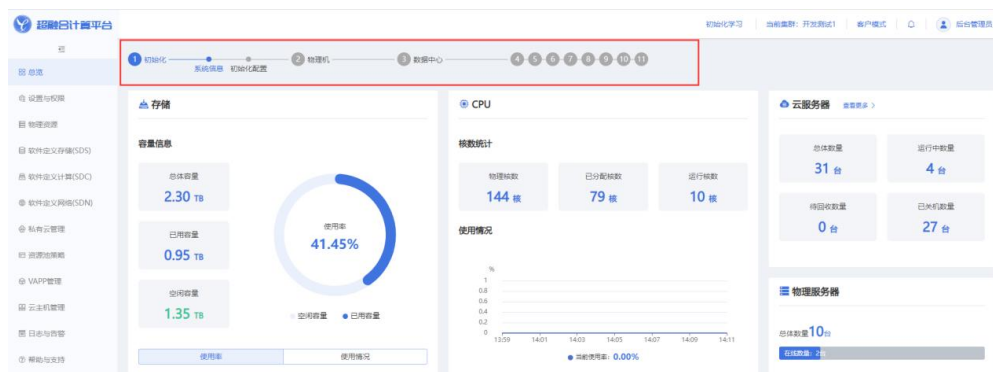 超融合计算平台
初始化学习 当前集群：开发测试1 客户模式 后台管理员
总览
设置与权限
物理资源
软件定义存储(SDS)
软件定义计算(SDC)
软件定义网络(SDN)
私有云管理
资源池策略
VAPP管理
云主机管理
日志与告警
帮助与支持
1 初始化 系统信息 初始化配置 2 物理机 3 数据中心 4 5 6 7 8 9 10 11
存储
容量信息
总体容量
2.30 TB
已用容量
0.95 TB
空闲容量
1.35 TB
使用率
41.45%
空闲容量 已用容量
使用率 使用情况
CPU
核数统计
物理核数 已分配核数 运行核数
144 核 79 核 10 核
使用情况
%
1
0.8
0.6
0.4
0.2
0
13:59 14:01 14:03 14:05 14:07 14:09 14:11
当前使用率: 0.00%
云服务器 查看更多
总体数量 运行中数量
31 台 4 台
待回收数量 已关机数量
0 台 27 台
物理服务器
总体数量10台
在线数量: 2台